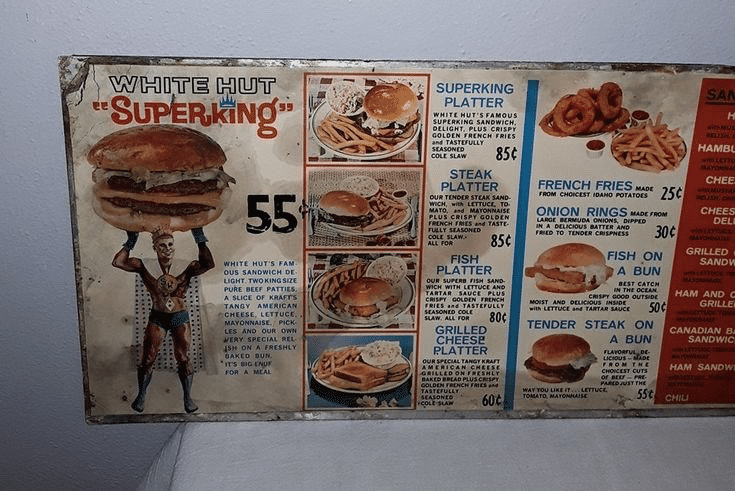 WHITE HUT
"SUPERKING"
55¢
WHITE HUT'S FAM-
OUS SANDWICH DE-
LIGHT. TWO KING SIZE
PURE BEEF PATTIES,
A SLICE OF KRAFT'S
TANGY AMERICAN
CHEESE, LETTUCE,
MAYONNAISE, PICK-
LES AND OUR OWN
VERY SPECIAL REL-
ISH ON A FRESHLY
BAKED BUN.
IT'S BIG ENUF
FOR A MEAL
SUPERKING
PLATTER
WHITE HUT'S FAMOUS
SUPERKING SANDWICH,
DELIGHT, PLUS CRISPY
GOLDEN FRENCH FRIES
and TASTEFULLY
SEASONED
COLE SLAW 85¢
STEAK
PLATTER
OUR TENDER STEAK SAND-
WICH, with LETTUCE, TO-
MATO, and MAYONNAISE
PLUS CRISPY GOLDEN
FRENCH FRIES and TASTE-
FULLY SEASONED
COLE SLAW.
ALL FOR 85¢
FISH
PLATTER
OUR SUPERB FISH SAND-
WICH WITH LETTUCE AND
TARTAR SAUCE PLUS
CRISPY GOLDEN FRENCH
FRIES and TASTEFULLY
SEASONED COLE
SLAW. ALL FOR 80¢
GRILLED
CHEESE
PLATTER
OUR SPECIAL TANGY KRAFT
AMERICAN CHEESE
GRILLED ON FRESHLY
BAKED BREAD PLUS CRISPY
GOLDEN FRENCH FRIES and
TASTEFULLY
SEASONED
COLE SLAW 60¢
FRENCH FRIES MADE
FROM CHOICEST IDAHO POTATOES 25¢
ONION RINGS MADE FROM
LARGE BERMUDA ONIONS, DIPPED
IN A DELICIOUS BATTER AND
FRIED TO TENDER CRISPNESS 30¢
FISH ON
A BUN
BEST CATCH
IN THE OCEAN.
CRISPY GOOD OUTSIDE
MOIST AND DELICIOUS INSIDE
with LETTUCE and TARTAR SAUCE 50¢
TENDER STEAK ON
A BUN
FLAVORFUL, DE-
LICIOUS - MADE
FROM THE
CHOICEST CUTS
OF BEEF - PRE-
PARED JUST THE
WAY YOU LIKE IT . . LETTUCE,
TOMATO, MAYONNAISE 55¢
SAN
H
HAMBU
CHEE
CHEES
DEL
GRILLED
SANDW
HAM AND C
GRILLE
CANADIAN B
SANDWIC
HAM SANDW
CHILI